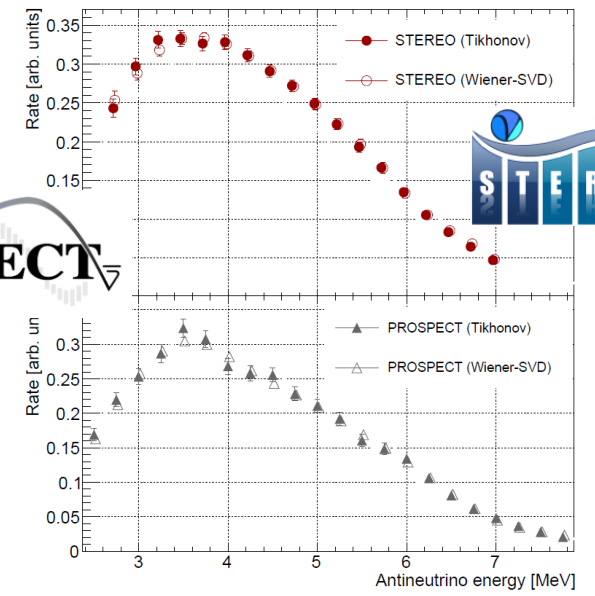 Rate [arb. units]
0.35
0.3
0.25
0.2
0.15
STEREO (Tikhonov)
STEREO (Wiener-SVD)
STER
ECT
Rate [arb. un
0.3
0.25
0.2
0.15
0.1
0.05
0
PROSPECT (Tikhonov)
PROSPECT (Wiener-SVD)
3 4 5 6 7
Antineutrino energy [MeV]